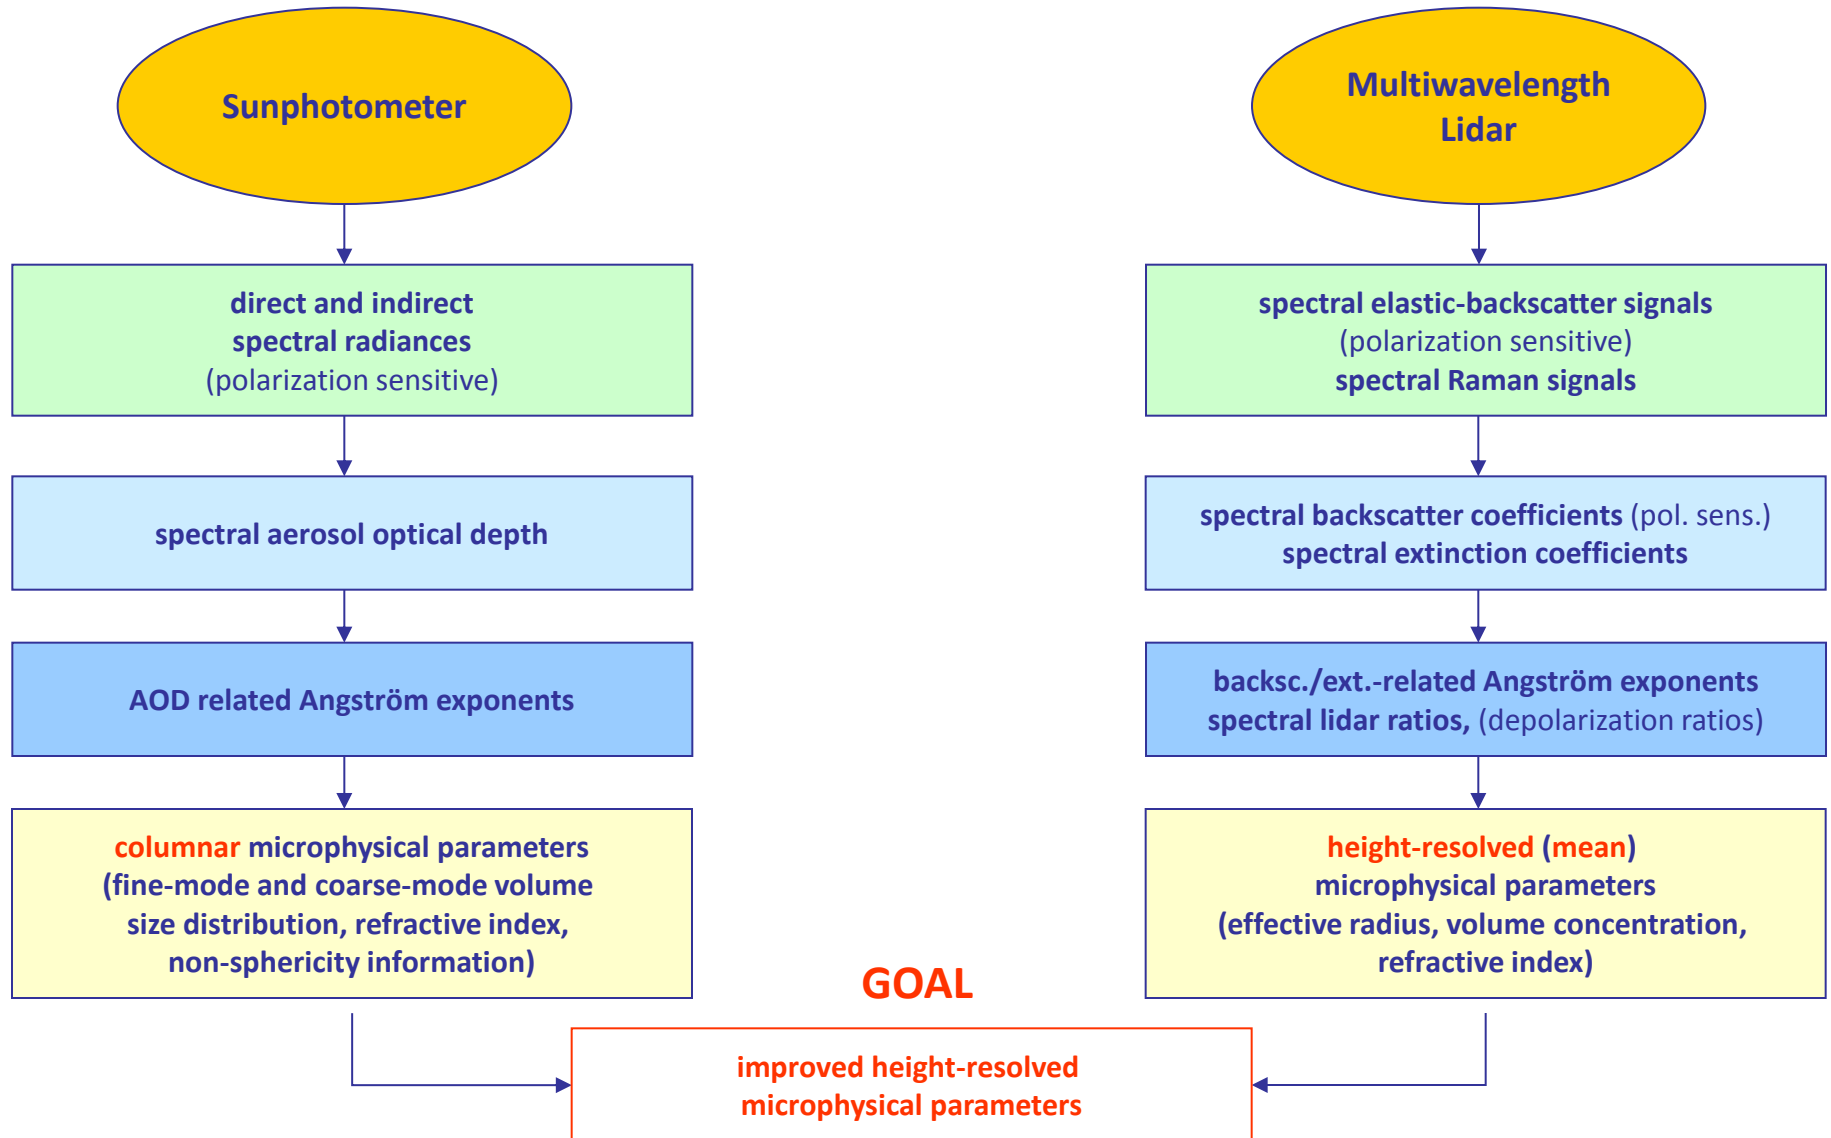 Sunphotometer
direct and indirect
spectral radiances
(polarization sensitive)
spectral aerosol optical depth
AOD related Angström exponents
columnar microphysical parameters
(fine-mode and coarse-mode volume
size distribution, refractive index,
non-sphericity information)
Multiwavelength
Lidar
spectral elastic-backscatter signals
(polarization sensitive)
spectral Raman signals
spectral backscatter coefficients (pol. sens.)
spectral extinction coefficients
backsc./ext.-related Angström exponents
spectral lidar ratios, (depolarization ratios)
height-resolved (mean)
microphysical parameters
(effective radius, volume concentration,
refractive index)
GOAL
improved height-resolved
microphysical parameters